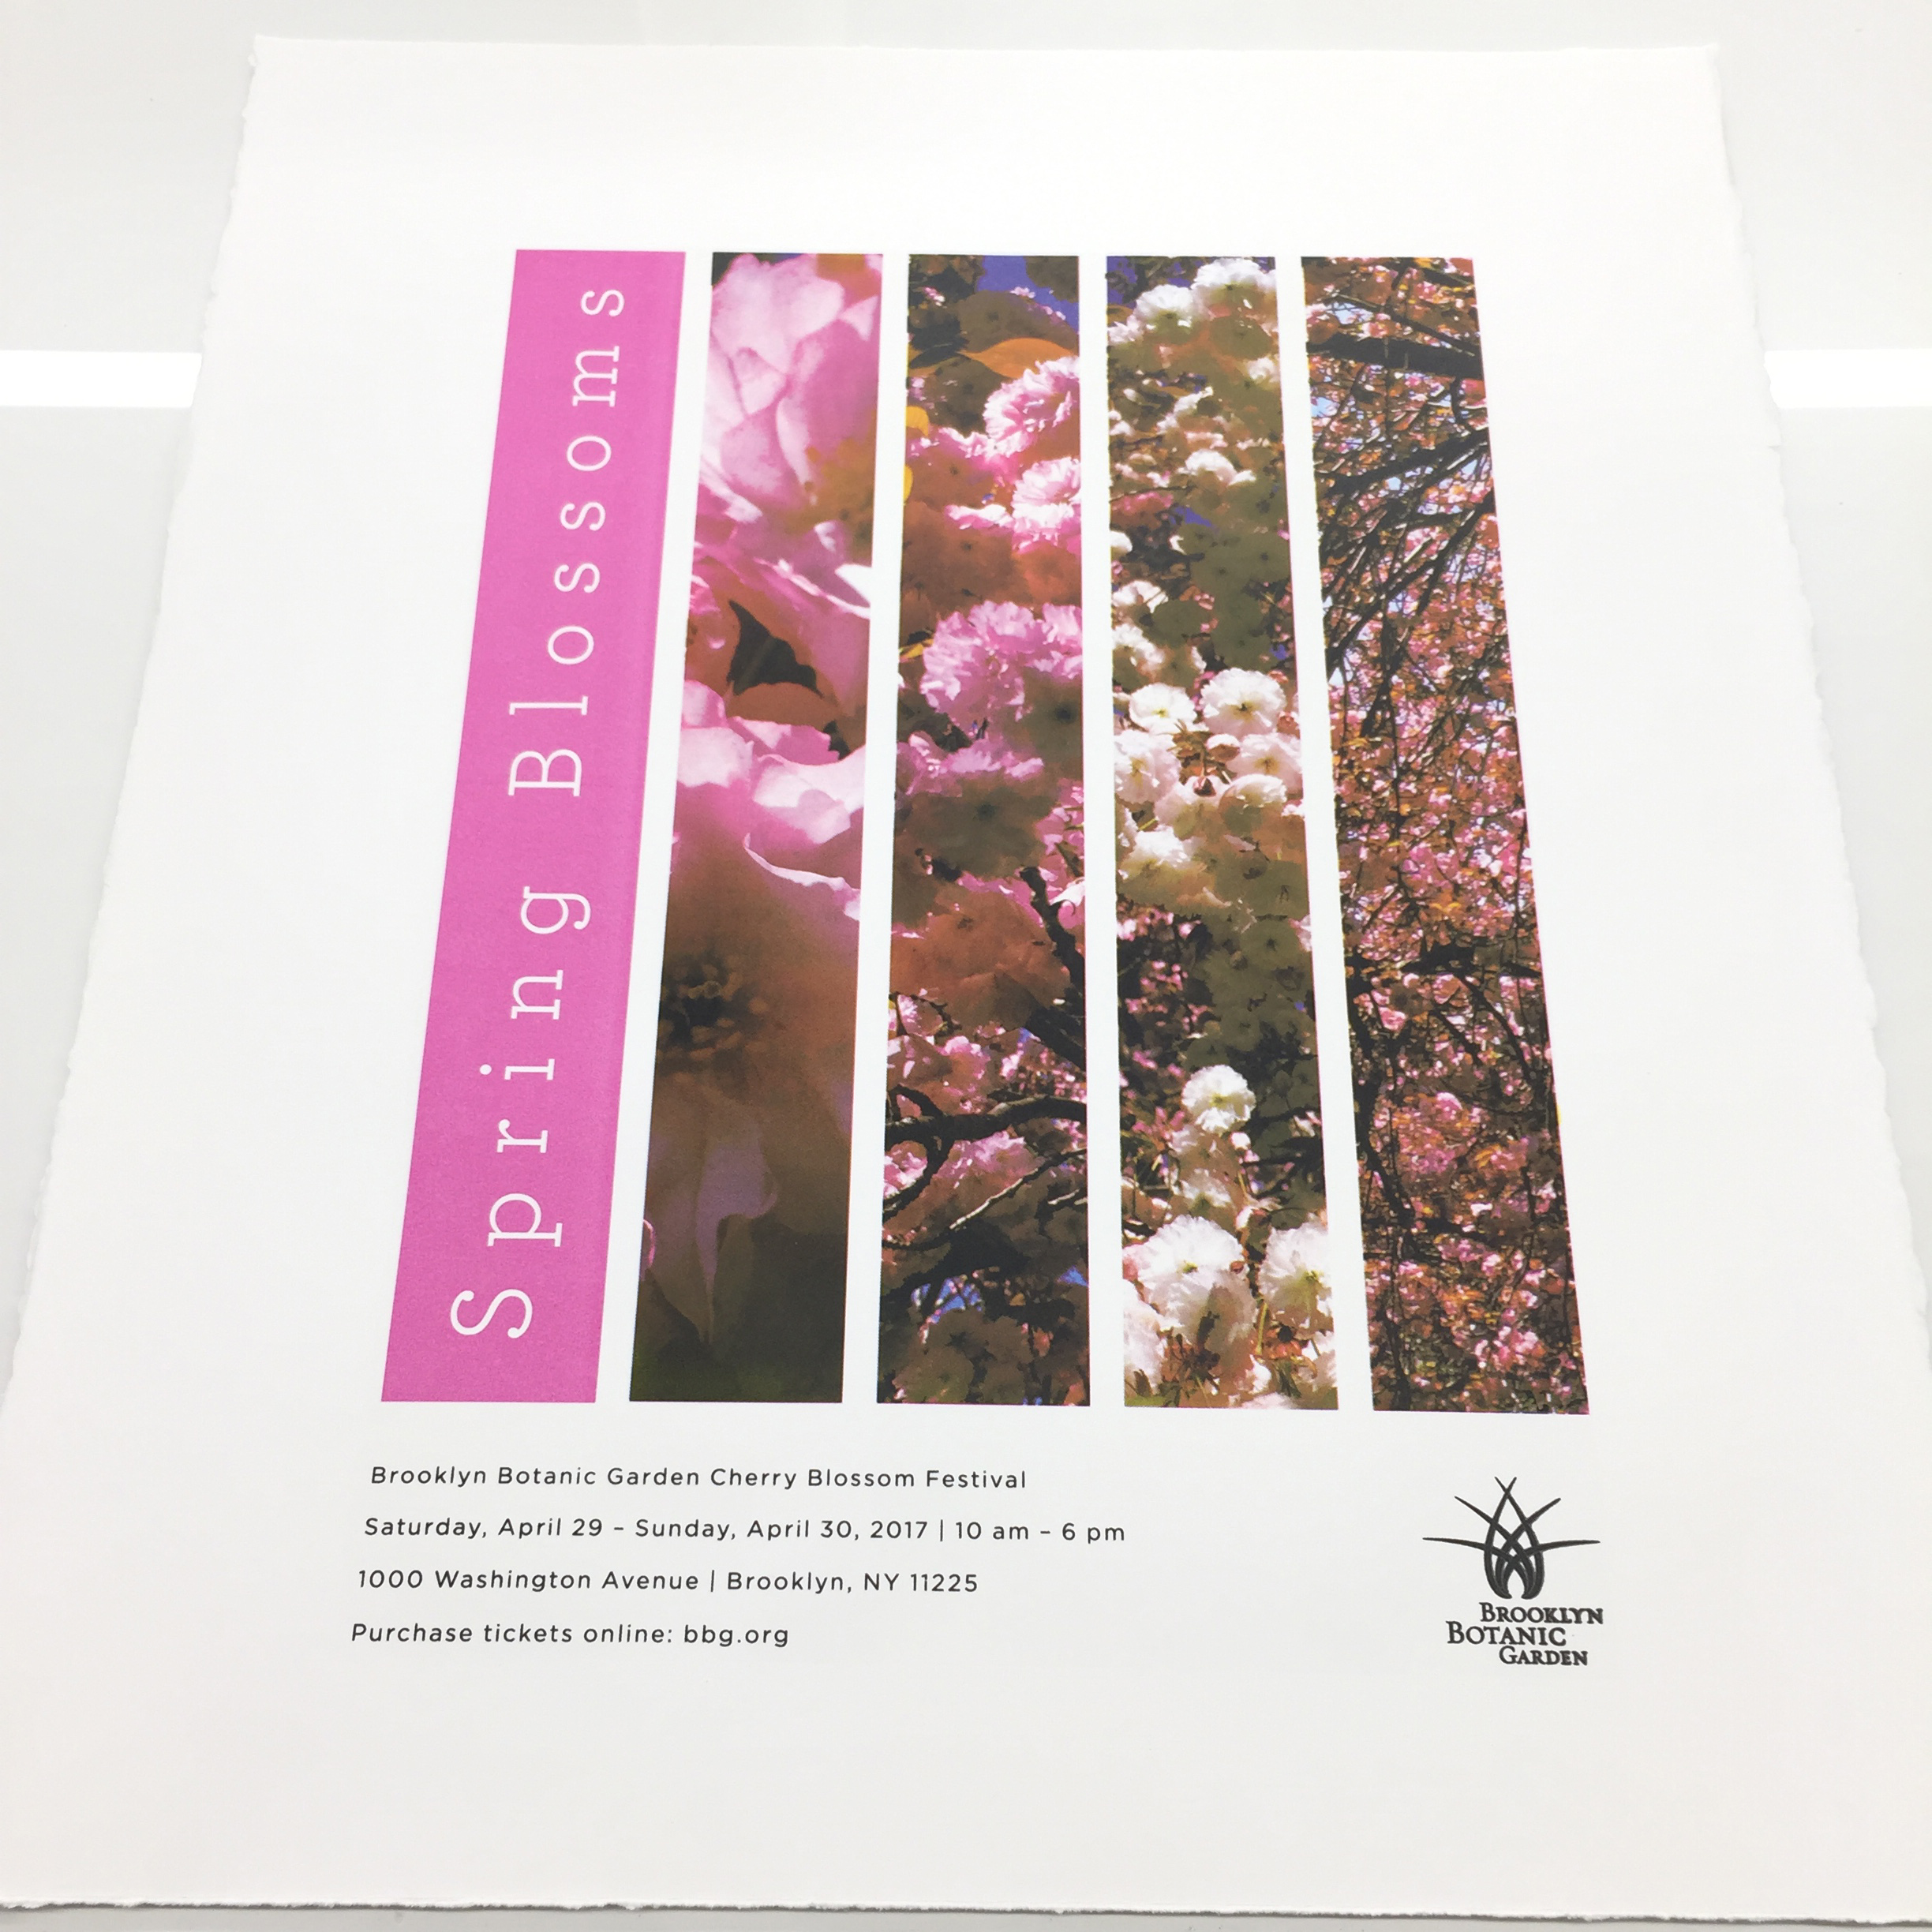 Spring Blossoms
Brooklyn Botanic Garden Cherry Blossom Festival
Saturday, April 29 – Sunday, April 30, 2017 | 10 am – 6 pm
1000 Washington Avenue | Brooklyn, NY 11225
Purchase tickets online: bbg.org
BROOKLYN
BOTANIC
GARDEN